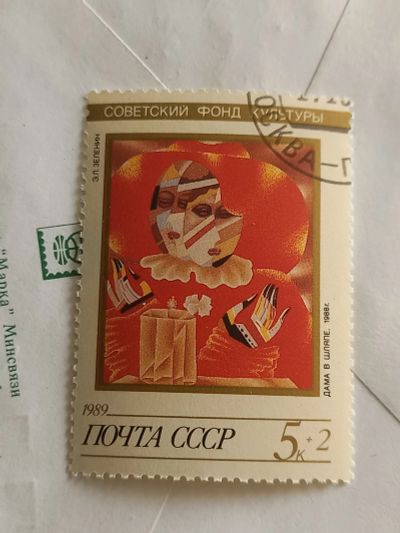 СОВЕТСКИЙ ФОНД КУЛЬТУРЫ
Э.Л. ЗЕЛЕНИН
ДАМА В ШЛЯПЕ. 1988 г.
1989
ПОЧТА СССР
5к+2
"Марка" Минсвязи